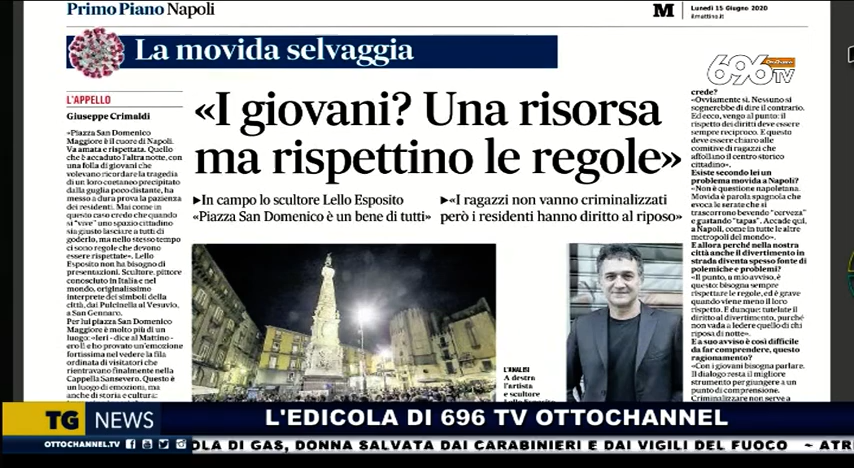 Primo Piano Napoli
M
Lunedì 15 Giugno 2020
ilmattino.it
La movida selvaggia
696
TV
L'APPELLO
Giuseppe Crimaldi
«Piazza San Domenico
Maggiore è il cuore di Napoli.
Va amata e rispettata. Quello
che è accaduto l'altra notte, con
una folla di giovani che
volevano ricordare la tragedia
di un loro coetaneo precipitato
dalla guglia poco distante, ha
messo a dura prova la pazienza
dei residenti. Mai come in
questo caso credo che quando
si "vive" uno spazio cittadino
sia giusto lasciare a tutti di
goderlo, ma nello stesso tempo
ci sono regole che devono
essere rispettate». Lello
Esposito non ha bisogno di
presentazioni. Scultore, pittore
conosciuto in Italia e nel
mondo, originalissimo
interprete dei simboli della
città, dai Pulcinella al Vesuvio,
a San Gennaro.
Per lui piazza San Domenico
Maggiore è molto più di un
luogo: «Ieri - dice al Mattino -
ero lì e ho provato un'emozione
fortissima nel vedere la fila
ordinata di visitatori che
rientravano finalmente nella
Cappella Sansevero. Questo è
un luogo di emozioni, ma
anche di storia e cultura:
«I giovani? Una risorsa
ma rispettino le regole»
▶In campo lo scultore Lello Esposito
«Piazza San Domenico è un bene di tutti»
▶«I ragazzi non vanno criminalizzati
però i residenti hanno diritto al riposo»
L'ANALISI
A destra
l'artista
e scultore
Lello Esposito
crede?
«Ovviamente sì. Nessuno si
sognerebbe di dire il contrario.
Ed ecco, vengo al punto: il
rispetto dei diritti deve essere
sempre reciproco. E questo
deve essere chiaro alle
comitive di ragazzi che
affollano il centro storico
cittadino».
Esiste secondo lei un
problema movida a Napoli?
«Non è questione napoletana.
Movida è parola spagnola che
evoca le serate che si
trascorrono bevendo "cerveza"
e gustando "tapas". Accade qui,
a Napoli, come in tutte le altre
metropoli del mondo».
E allora perché nella nostra
città anche il divertimento in
strada diventa spesso fonte di
polemiche e problemi?
«Il punto, a mio avviso, è
questo: bisogna sempre
rispettare le regole, ed è grave
quando viene meno il loro
rispetto. E dunque: tutelate il
diritto al divertimento, purché
non vada a ledere quello di chi
riposa di notte».
E a suo avviso è così difficile
da far comprendere, questo
ragionamento?
«Con i giovani bisogna parlare.
Il dialogo resta il migliore
strumento per giungere a un
punto di comprensione.
Criminalizzare non serve a
TG NEWS
L'EDICOLA DI 696 TV OTTOCHANNEL
OTTOCHANNEL.TV
OLA DI GAS, DONNA SALVATA DAI CARABINIERI E DAI VIGILI DEL FUOCO ~ ATRI